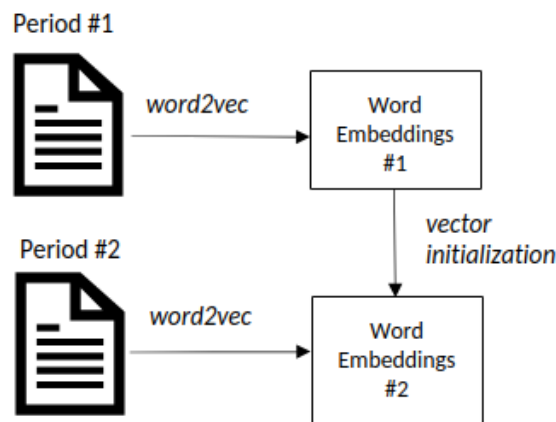 Period #1
word2vec
Word
Embeddings
#1
vector
initialization
Period #2
word2vec
Word
Embeddings
#2